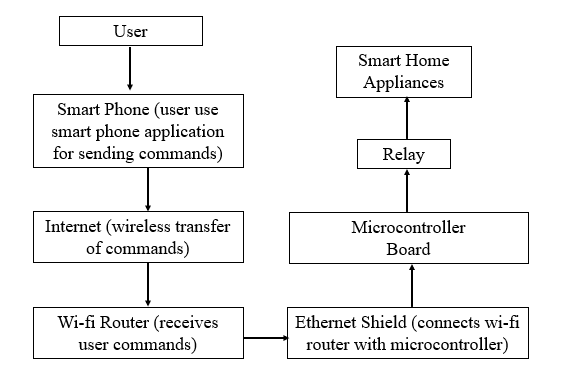 User
Smart Phone (user use
smart phone application
for sending commands)
Internet (wireless transfer
of commands)
Wi-fi Router (receives
user commands)
Ethernet Shield (connects wi-fi
router with microcontroller)
Microcontroller
Board
Relay
Smart Home
Appliances